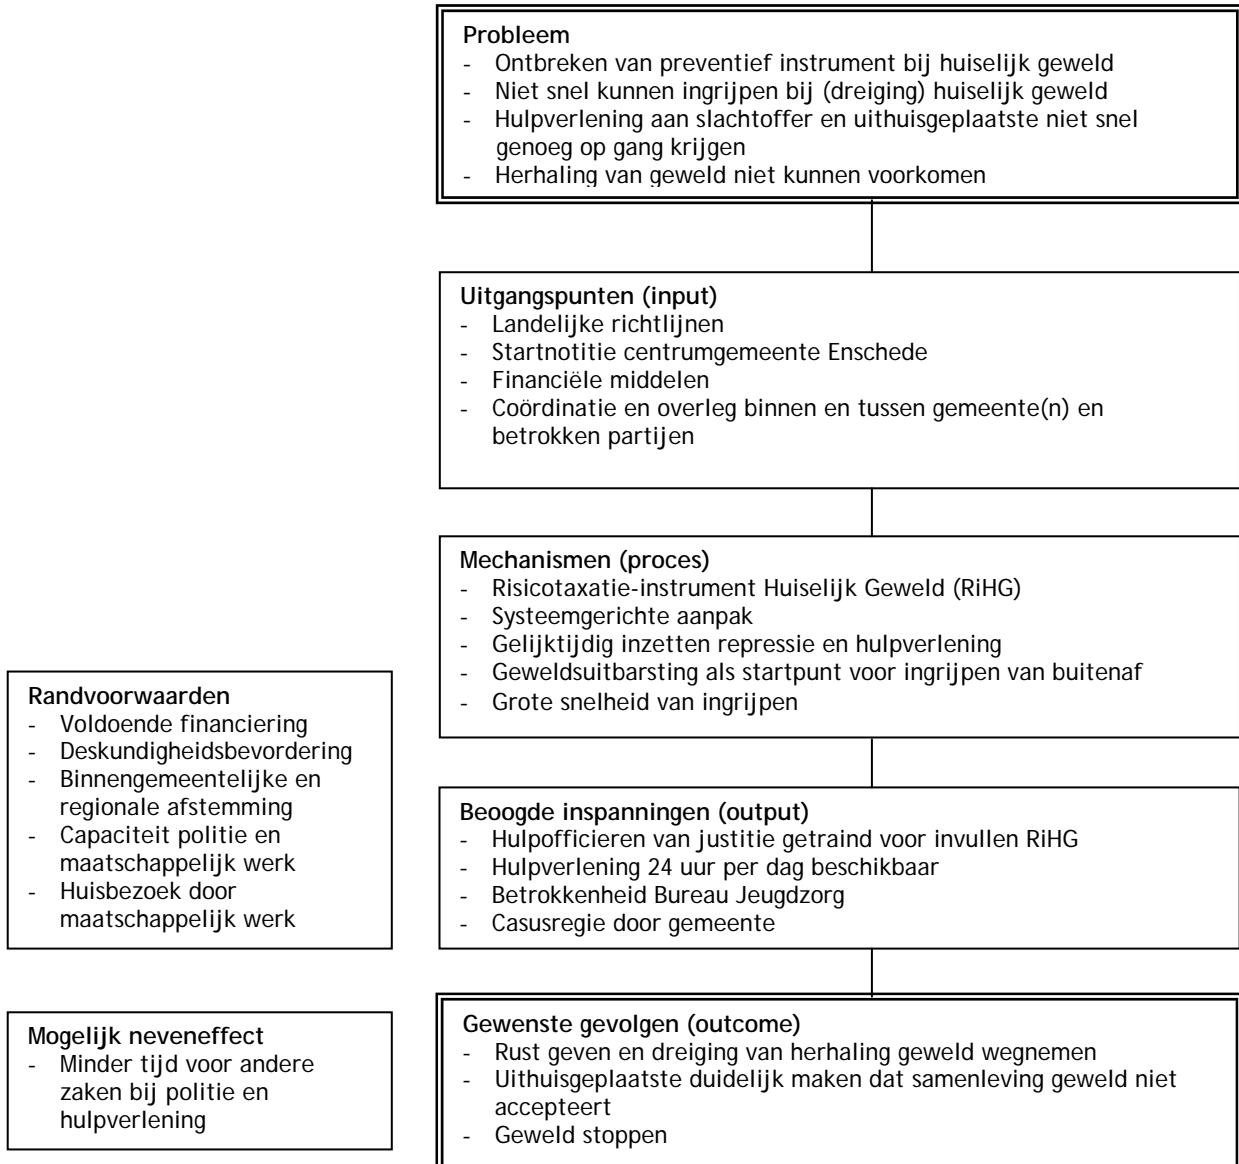 Probleem
- Ontbreken van preventief instrument bij huiselijk geweld
- Niet snel kunnen ingrijpen bij (dreiging) huiselijk geweld
- Hulpverlening aan slachtoffer en uithuisgeplaatste niet snel
genoeg op gang krijgen
- Herhaling van geweld niet kunnen voorkomen
Uitgangspunten (input)
- Landelijke richtlijnen
- Startnotitie centrumgemeente Enschede
- Financiële middelen
- Coördinatie en overleg binnen en tussen gemeente(n) en
betrokken partijen
Mechanismen (proces)
- Risicotaxatie-instrument Huiselijk Geweld (RiHG)
- Systeemgerichte aanpak
- Gelijktijdig inzetten repressie en hulpverlening
- Geweldsuitbarsting als startpunt voor ingrijpen van buitenaf
- Grote snelheid van ingrijpen
Randvoorwaarden
- Voldoende financiering
- Deskundigheidsbevordering
- Binnengemeentelijke en
regionale afstemming
- Capaciteit politie en
maatschappelijk werk
- Huisbezoek door
maatschappelijk werk
Beoogde inspanningen (output)
- Hulpofficieren van justitie getraind voor invullen RiHG
- Hulpverlening 24 uur per dag beschikbaar
- Betrokkenheid Bureau Jeugdzorg
- Casusregie door gemeente
Mogelijk neveneffect
- Minder tijd voor andere
zaken bij politie en
hulpverlening
Gewenste gevolgen (outcome)
- Rust geven en dreiging van herhaling geweld wegnemen
- Uithuisgeplaatste duidelijk maken dat samenleving geweld niet
accepteert
- Geweld stoppen